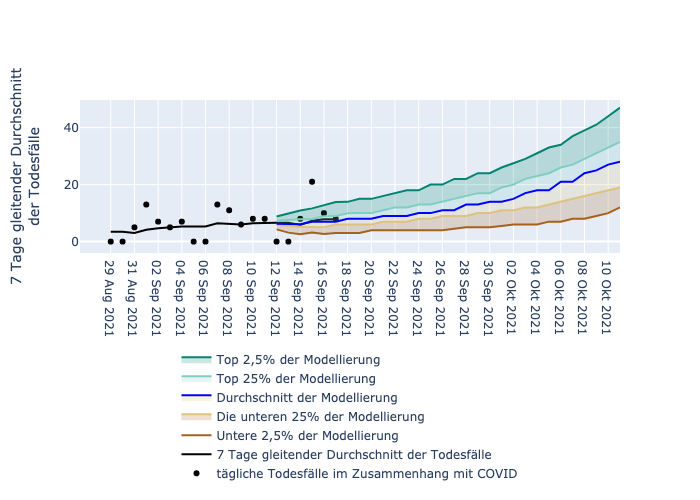 7 Tage gleitender Durchschnitt
der Todesfälle
40
20
0
29 Aug 2021
31 Aug 2021
02 Sep 2021
04 Sep 2021
06 Sep 2021
08 Sep 2021
10 Sep 2021
12 Sep 2021
14 Sep 2021
16 Sep 2021
18 Sep 2021
20 Sep 2021
22 Sep 2021
24 Sep 2021
26 Sep 2021
28 Sep 2021
30 Sep 2021
02 Okt 2021
04 Okt 2021
06 Okt 2021
08 Okt 2021
10 Okt 2021
Top 2,5% der Modellierung
Top 25% der Modellierung
Durchschnitt der Modellierung
Die unteren 25% der Modellierung
Untere 2,5% der Modellierung
7 Tage gleitender Durchschnitt der Todesfälle
tägliche Todesfälle im Zusammenhang mit COVID